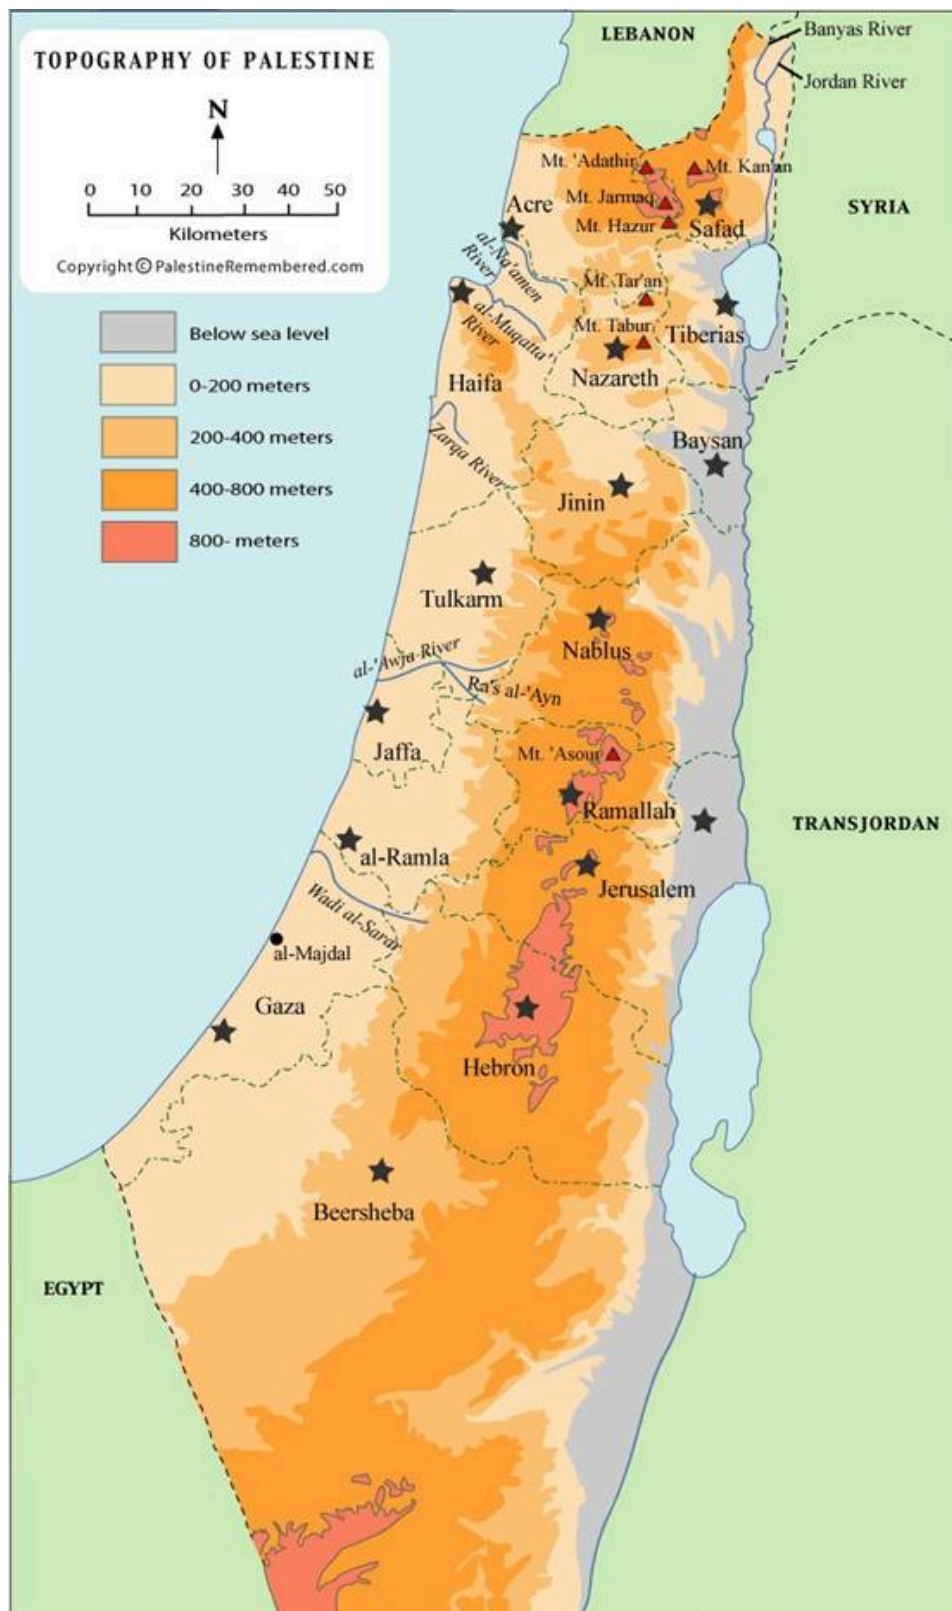 TOPOGRAPHY OF PALESTINE
N
0 10 20 30 40 50
Kilometers
Copyright © PalestineRemembered.com
Below sea level
0-200 meters
200-400 meters
400-800 meters
800- meters
LEBANON
Banyas River
Jordan River
SYRIA
Mt. 'Adathir
Mt. Kan'an
Mt. Jarmaq
Mt. Hazur
Safad
Acre
al-Na'amen
River
Mt. Tar'an
al-Muqatta
River
Mt. Tabur
Tiberias
Nazareth
Haifa
Zarqa River
Baysan
Jinin
Tulkarm
Nablus
al-'Awja-River
Ra's al-'Ayn
Jaffa
Mt. 'Asour
Ramallah
TRANSJORDAN
al-Ramla
Jerusalem
Wadi al-Sarar
al-Majdal
Gaza
Hebron
Beersheba
EGYPT